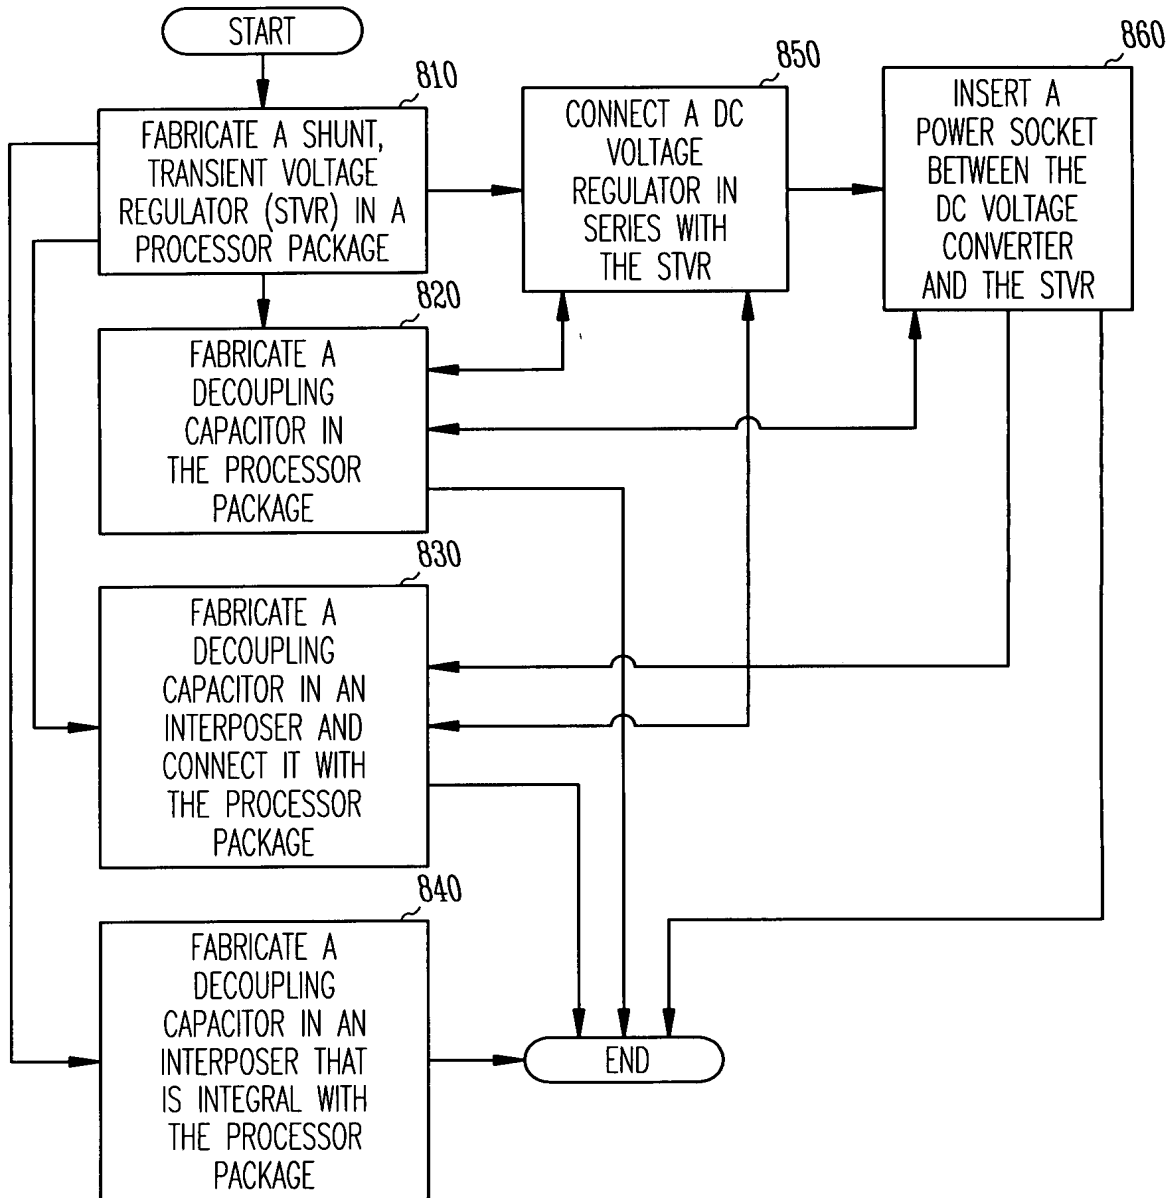 START
810
FABRICATE A SHUNT,
TRANSIENT VOLTAGE
REGULATOR (STVR) IN A
PROCESSOR PACKAGE
850
CONNECT A DC
VOLTAGE
REGULATOR IN
SERIES WITH
THE STVR
860
INSERT A
POWER SOCKET
BETWEEN THE
DC VOLTAGE
CONVERTER
AND THE STVR
820
FABRICATE A
DECOUPLING
CAPACITOR IN
THE PROCESSOR
PACKAGE
830
FABRICATE A
DECOUPLING
CAPACITOR IN AN
INTERPOSER AND
CONNECT IT WITH
THE PROCESSOR
PACKAGE
840
FABRICATE A
DECOUPLING
CAPACITOR IN AN
INTERPOSER THAT
IS INTEGRAL WITH
THE PROCESSOR
PACKAGE
END